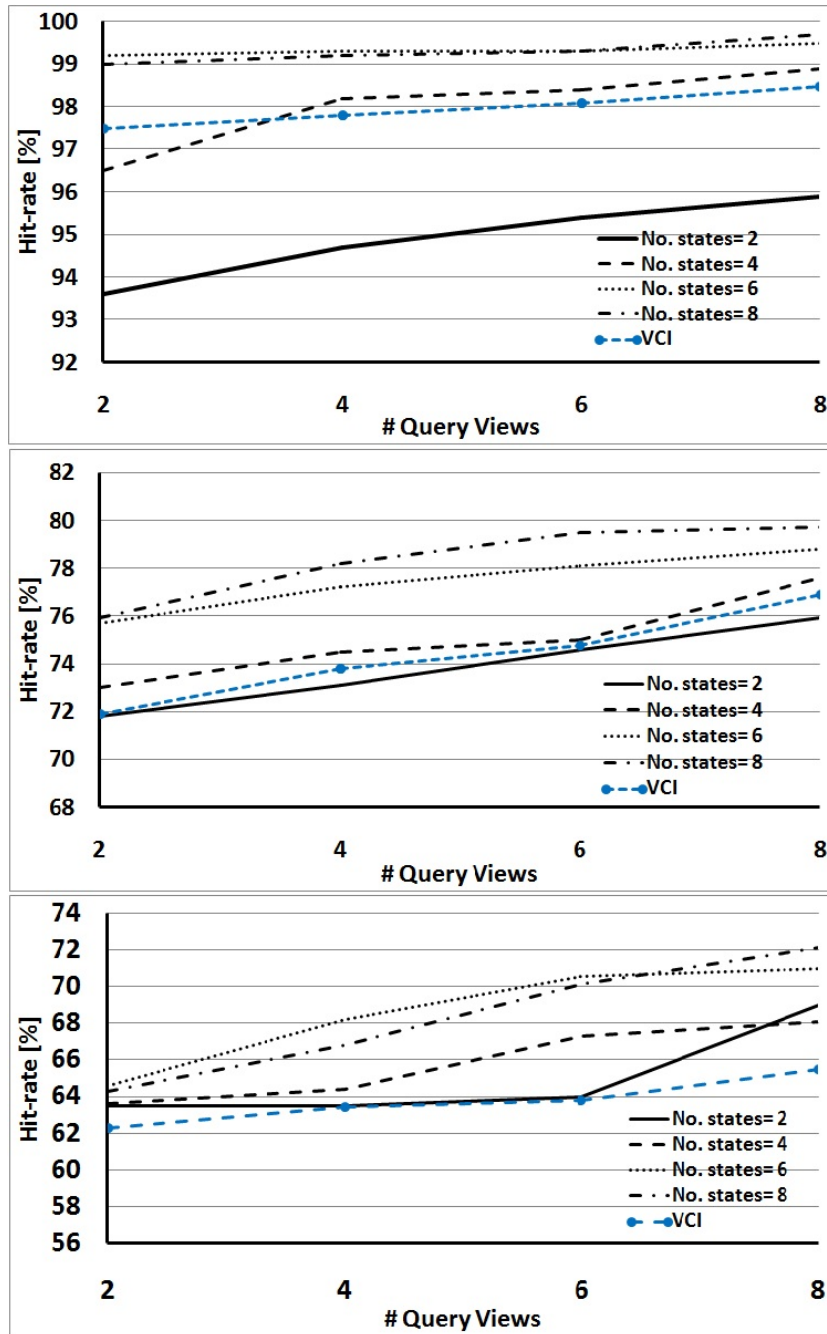 100
99
98
97
96
95
94
93
92
Hit-rate [%]
No. states= 2
No. states= 4
No. states= 6
No. states= 8
VCI
2 4 6 8
# Query Views
82
80
78
76
74
72
70
68
Hit-rate [%]
No. states= 2
No. states= 4
No. states= 6
No. states= 8
VCI
2 4 6 8
# Query Views
74
72
70
68
66
64
62
60
58
56
Hit-rate [%]
No. states= 2
No. states= 4
No. states= 6
No. states= 8
VCI
2 4 6 8
# Query Views